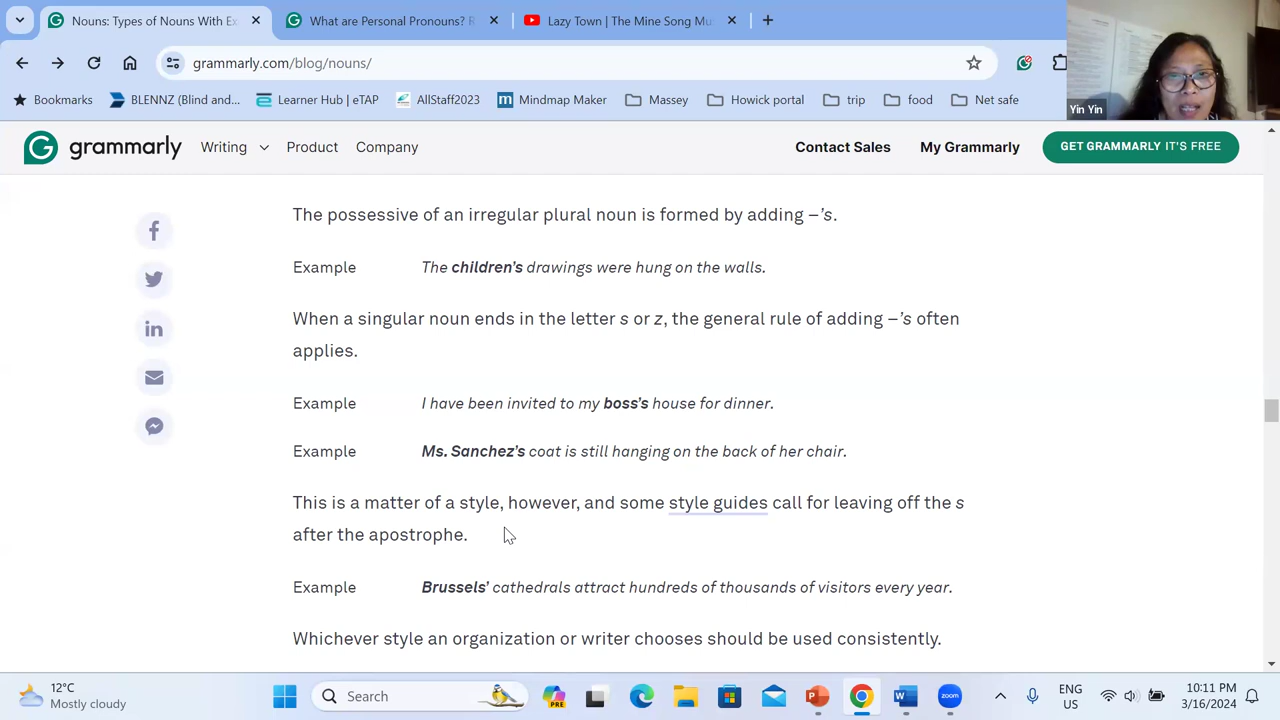 Nouns: Types of Nouns With Ex
What are Personal Pronouns? R
Lazy Town | The Mine Song Mu
grammarly.com/blog/nouns/
Bookmarks
BLENNZ (Blind and...
Learner Hub | eTAP
AllStaff2023
Mindmap Maker
Massey
Howick portal
trip
food
Net safe
Yin Yin
grammarly
Writing
Product
Company
Contact Sales
My Grammarly
GET GRAMMARLY IT'S FREE
The possessive of an irregular plural noun is formed by adding –'s.
Example The children's drawings were hung on the walls.
When a singular noun ends in the letter s or z, the general rule of adding –'s often
applies.
Example I have been invited to my boss's house for dinner.
Example Ms. Sanchez's coat is still hanging on the back of her chair.
This is a matter of a style, however, and some style guides call for leaving off the s
after the apostrophe.
Example Brussels' cathedrals attract hundreds of thousands of visitors every year.
Whichever style an organization or writer chooses should be used consistently.
12°C
Mostly cloudy
Search
PRE
zoom
ENG
US
10:11 PM
3/16/2024